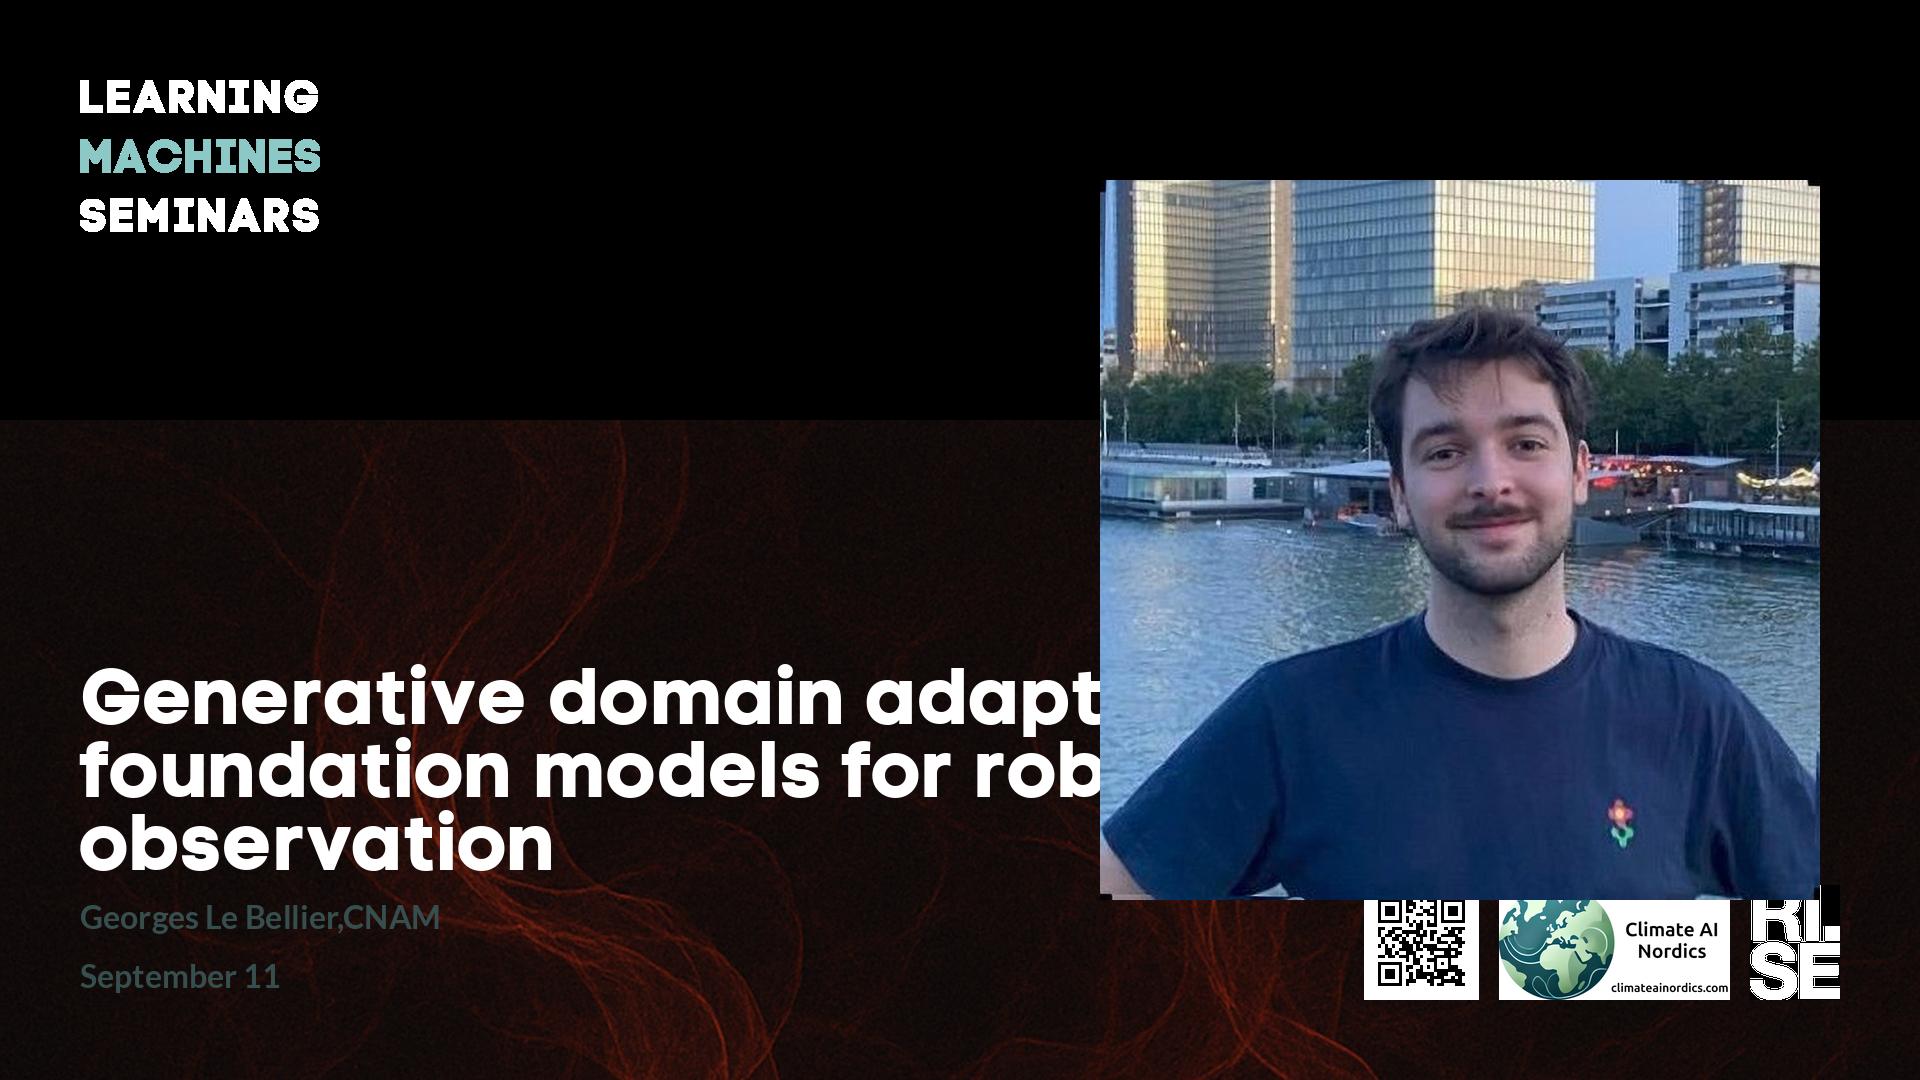 LEARNING
MACHINES
SEMINARS
Generative domain adapt
foundation models for rob
observation
Georges Le Bellier,CNAM
September 11
Climate AI
Nordics
climateainordics.com
RI.
SE